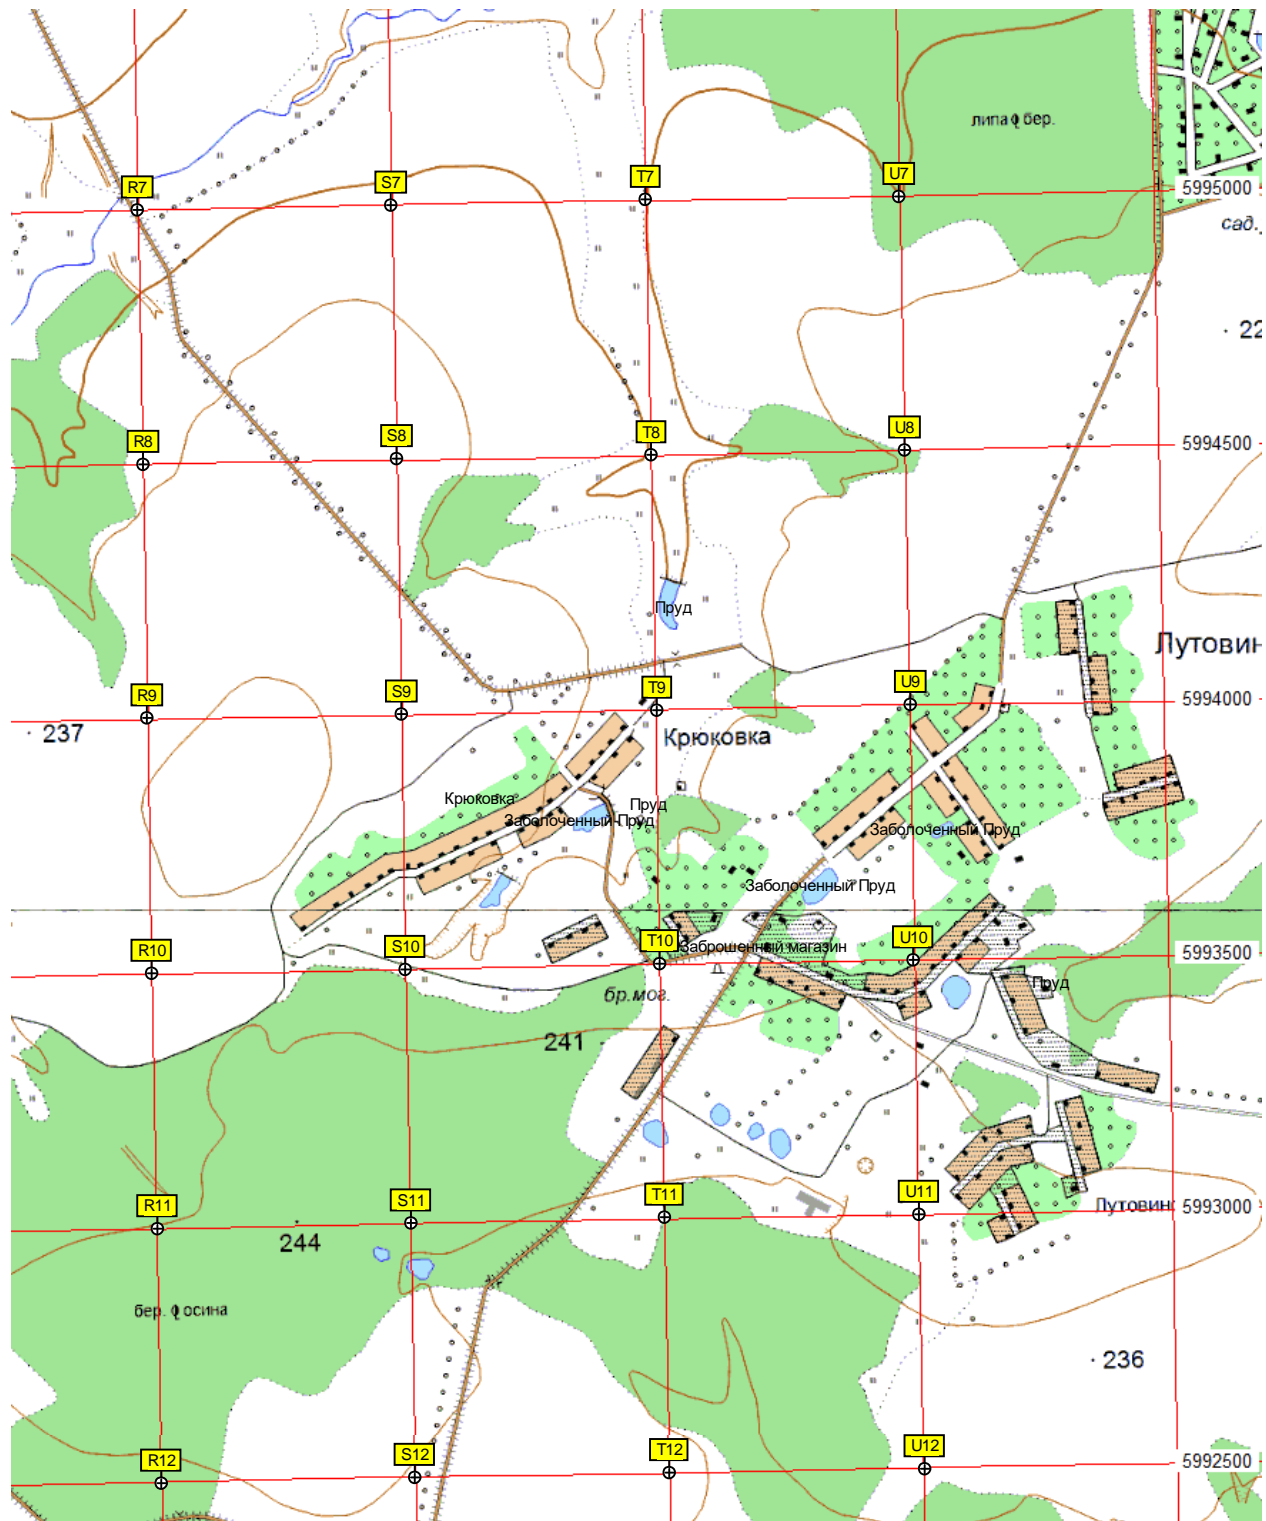 липа бер.
R7
S7
T7
U7
5995000
сад.
22
R8
S8
T8
U8
5994500
Пруд
Лутовин
R9
S9
T9
U9
5994000
237
Крюковка
Крюковка
Пруд
Заболоченный Пруд
Заболоченный Пруд
Заболоченный Пруд
R10
S10
T10
Заброшенный магазин
U10
5993500
Пруд
бр.мог.
241
R11
S11
T11
U11
Лутовин
5993000
244
бер. осина
236
R12
S12
T12
U12
5992500